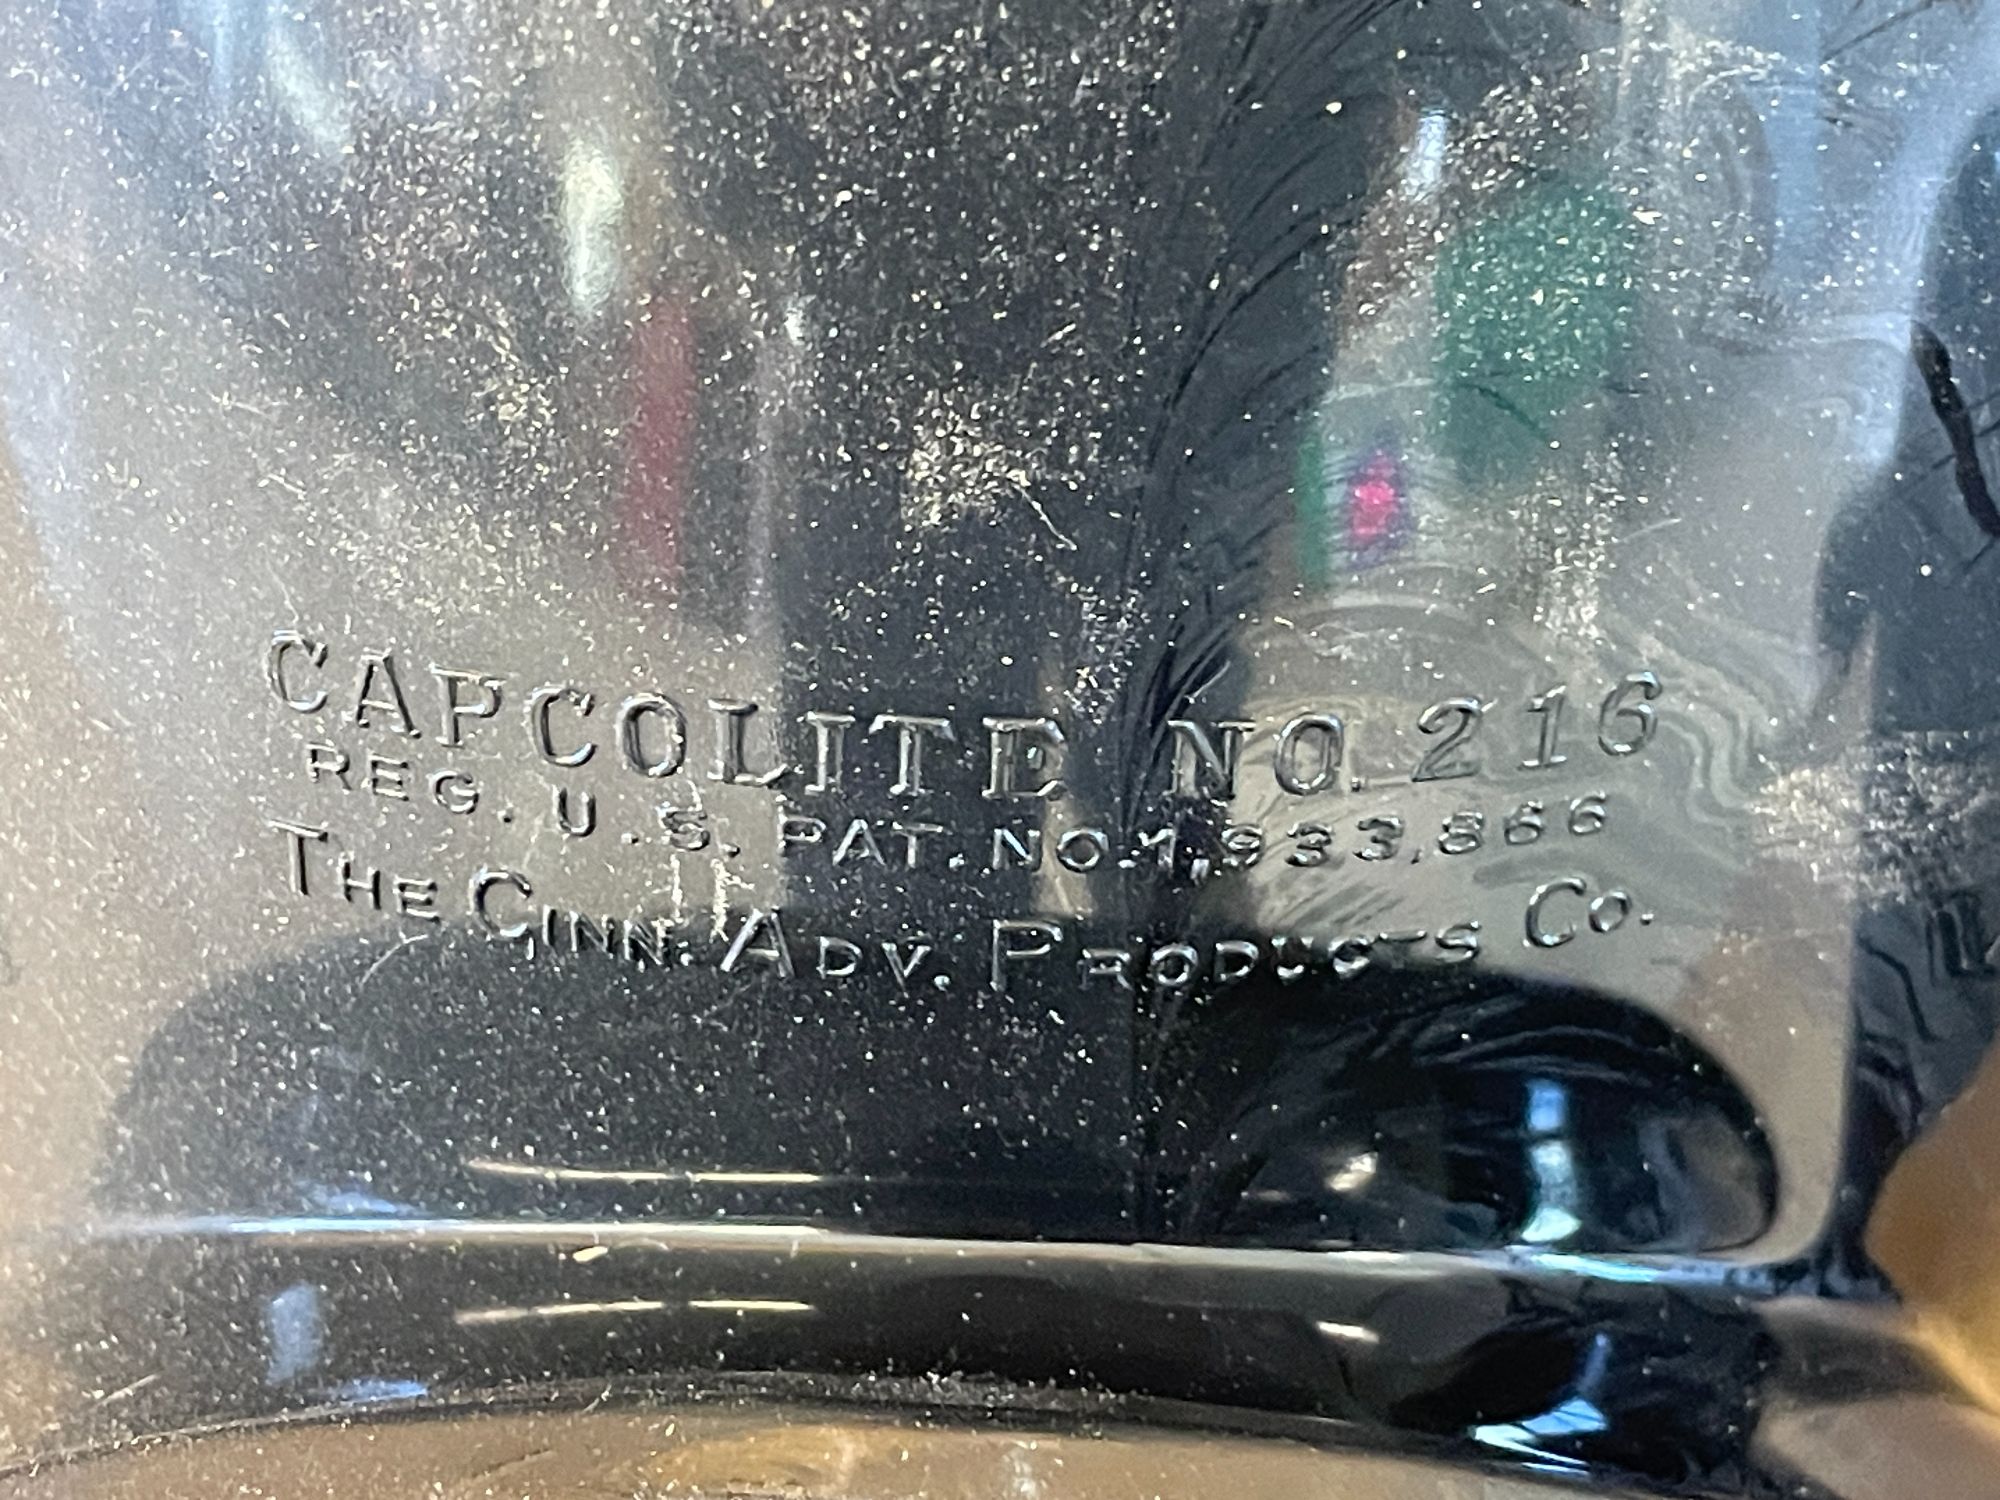 CAPCOLITE NO. 216
REG. U.S. PAT. NO. 1,933,866
THE CINN. ADV. PRODUCTS CO.